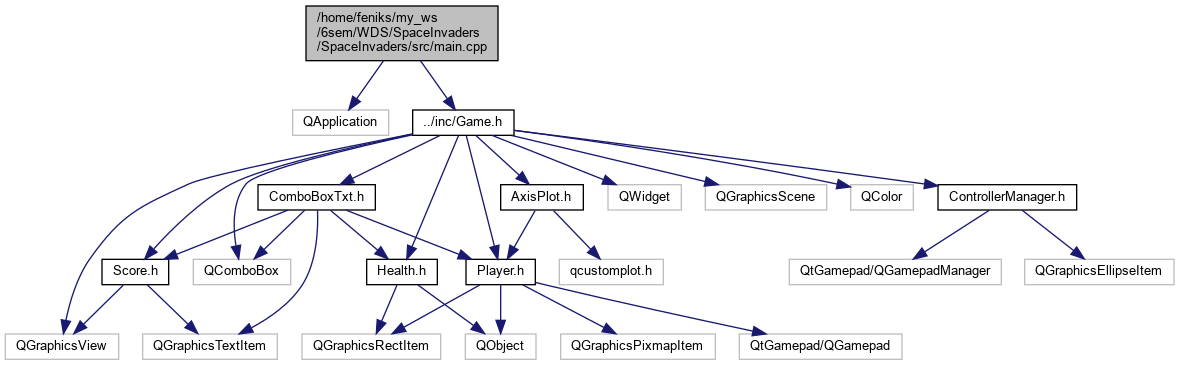 /home/feniks/my_ws
/6sem/WDS/SpaceInvaders
/SpaceInvaders/src/main.cpp
QApplication
../inc/Game.h
ComboBoxTxt.h
AxisPlot.h
QWidget
QGraphicsScene
QColor
ControllerManager.h
Score.h
QComboBox
Health.h
Player.h
qcustomplot.h
QtGamepad/QGamepadManager
QGraphicsEllipseItem
QGraphicsView
QGraphicsTextItem
QGraphicsRectItem
QObject
QGraphicsPixmapItem
QtGamepad/QGamepad